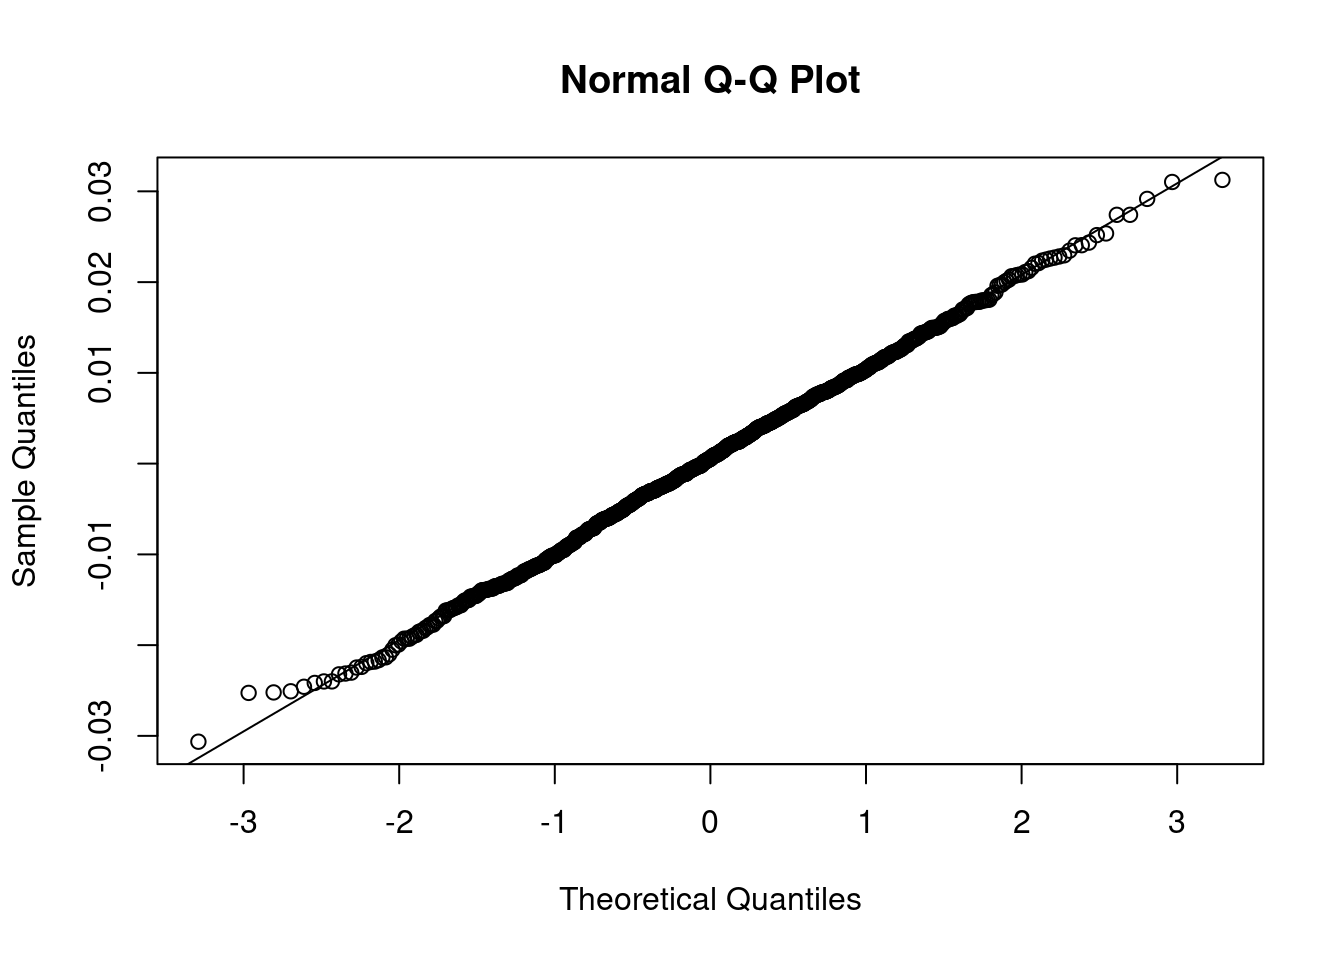 Normal Q-Q Plot
Sample Quantiles
0.03
0.02
0.01
-0.01
-0.03
-3 -2 -1 0 1 2 3
Theoretical Quantiles